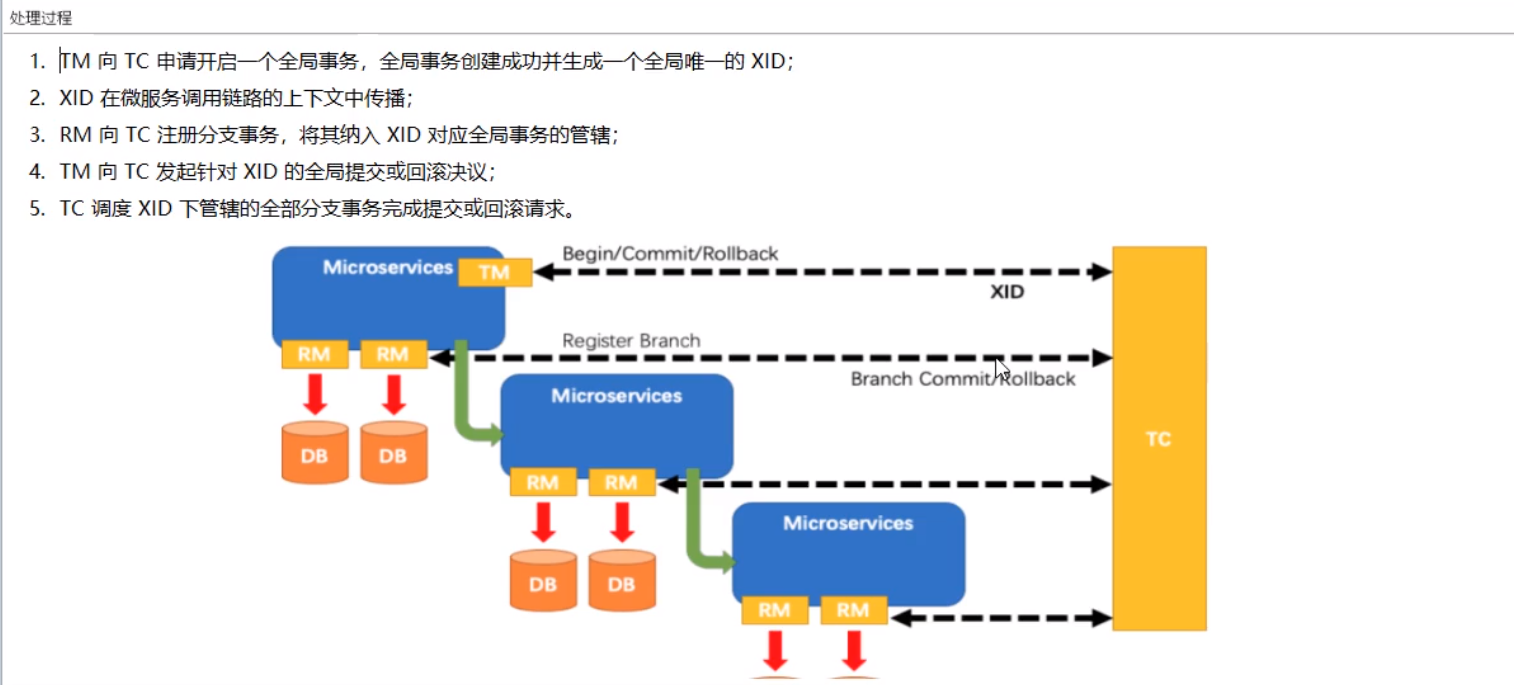 处理过程
1. TM 向 TC 申请开启一个全局事务，全局事务创建成功并生成一个全局唯一的 XID；
2. XID 在微服务调用链路的上下文中传播；
3. RM 向 TC 注册分支事务，将其纳入 XID 对应全局事务的管辖；
4. TM 向 TC 发起针对 XID 的全局提交或回滚决议；
5. TC 调度 XID 下管辖的全部分支事务完成提交或回滚请求。
Microservices TM Begin/Commit/Rollback
XID
RM RM Register Branch
Branch Commit/Rollback
Microservices
TC
DB DB
RM RM
Microservices
DB DB
RM RM